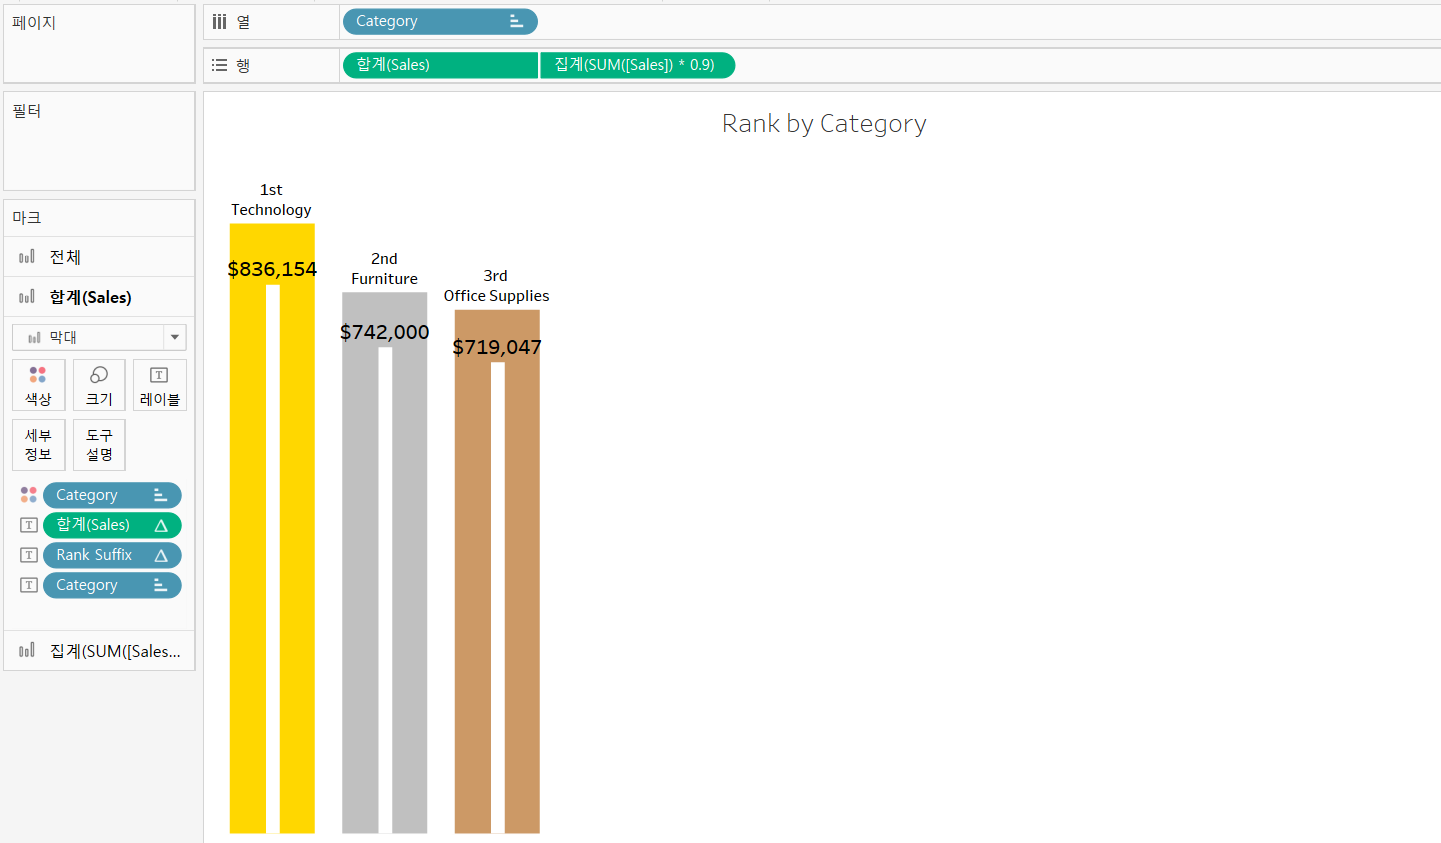 페이지
열
Category
행
합계(Sales)
집계(SUM([Sales]) * 0.9)
필터
마크
전체
합계(Sales)
막대
색상
크기
T
레이블
세부
정보
도구
설명
Category
T
합계(Sales)
T
Rank Suffix
T
Category
집계(SUM([Sales...
Rank by Category
1st
Technology
$836,154
2nd
Furniture
$742,000
3rd
Office Supplies
$719,047